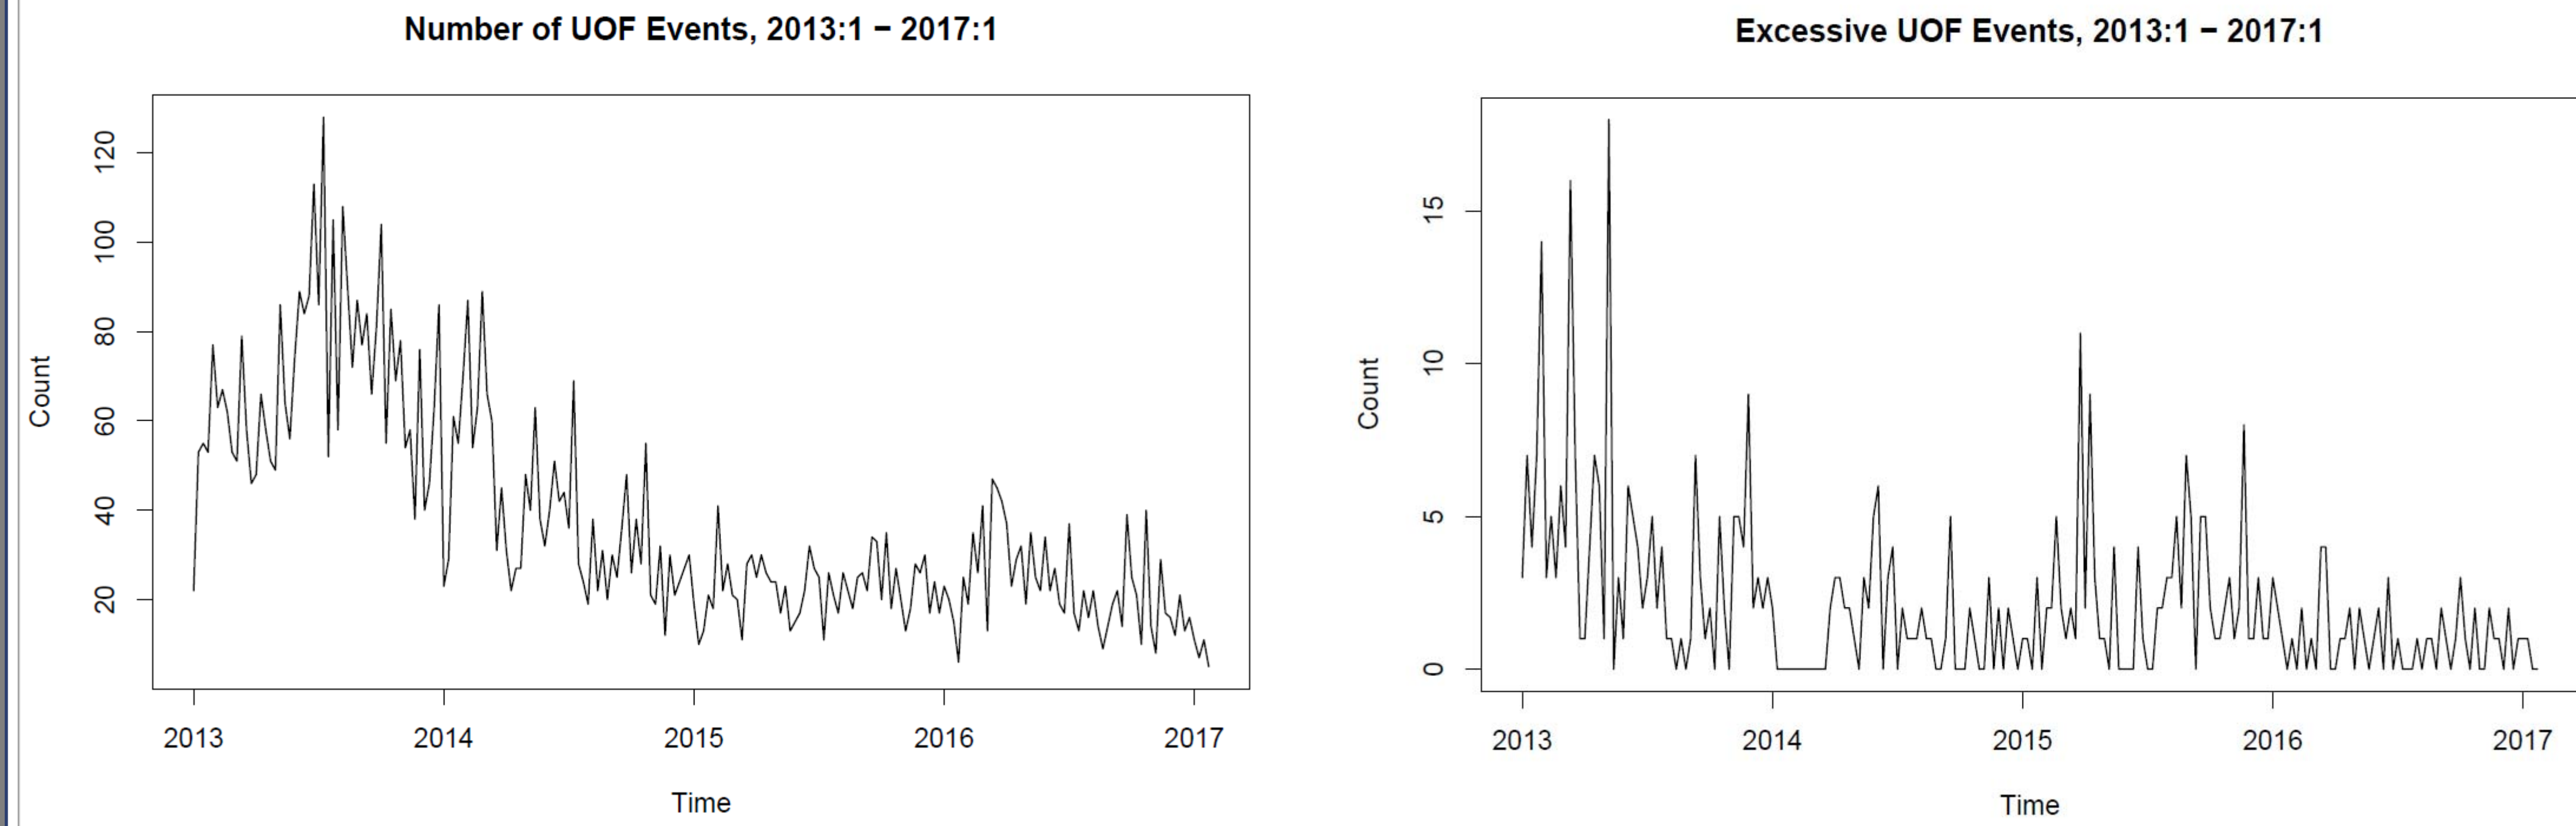 Number of UOF Events, 2013:1 − 2017:1
Count
120
100
80
60
40
20
2013 2014 2015 2016 2017
Time
Excessive UOF Events, 2013:1 − 2017:1
Count
15
10
5
0
2013 2014 2015 2016 2017
Time